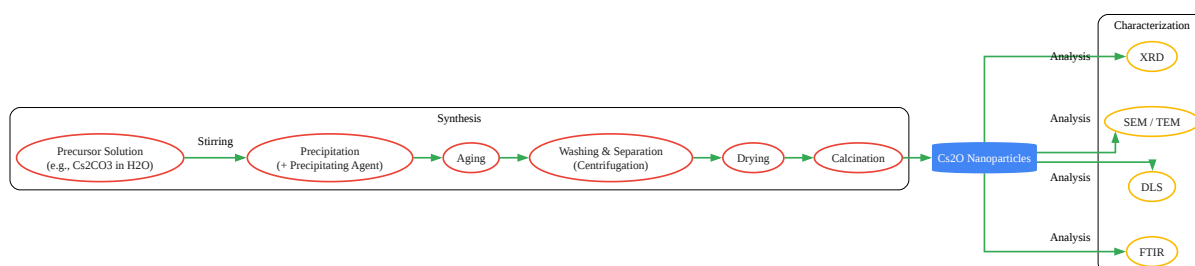 Characterization
Analysis
XRD
Synthesis
Analysis
SEM / TEM
Precursor Solution
(e.g., Cs2CO3 in H2O)
Stirring
Precipitation
(+ Precipitating Agent)
Aging
Washing & Separation
(Centrifugation)
Drying
Calcination
Cs2O Nanoparticles
Analysis
DLS
Analysis
FTIR